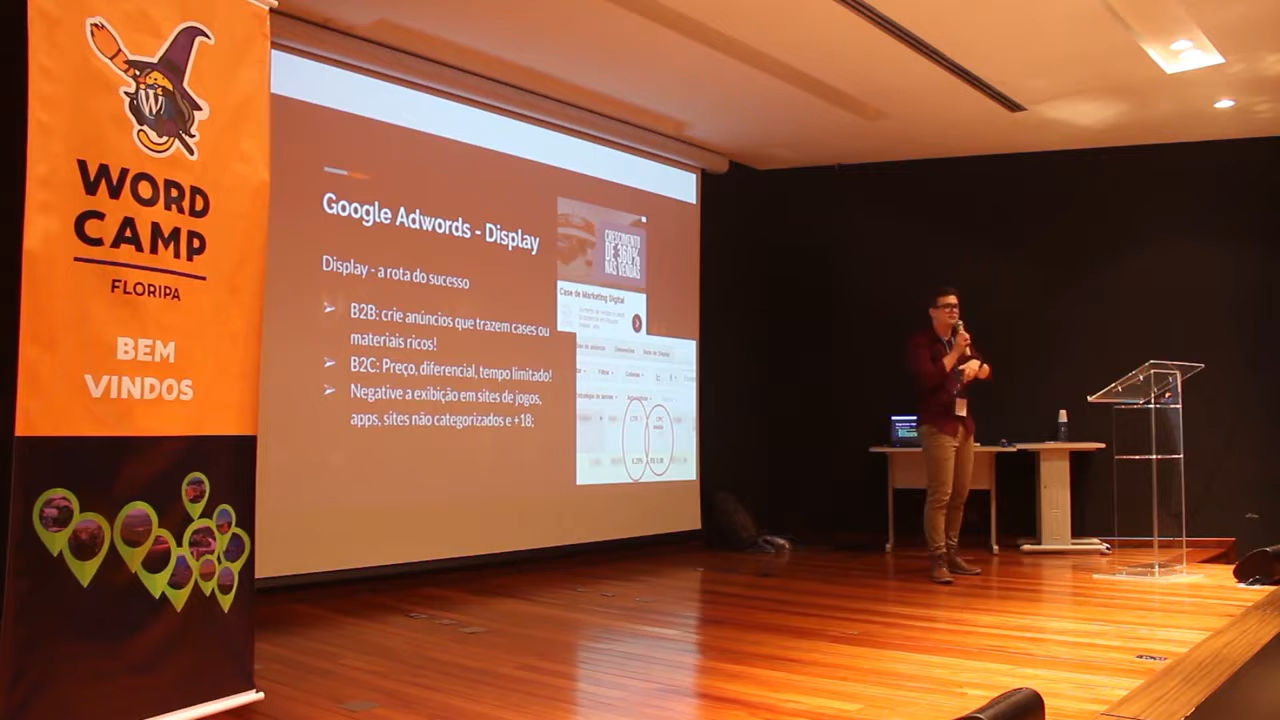 W
WORD
CAMP
FLORIPA
BEM
VINDOS
Google Adwords - Display
Display - a rota do sucesso
➢ B2B: crie anúncios que trazem cases ou
materiais ricos!
➢ B2C: Preço, diferencial, tempo limitado!
➢ Negative a exibição em sites de jogos,
apps, sites não categorizados e +18;
CRESCIMENTO
DE 360%
NAS VENDAS
Case de Marketing Digital